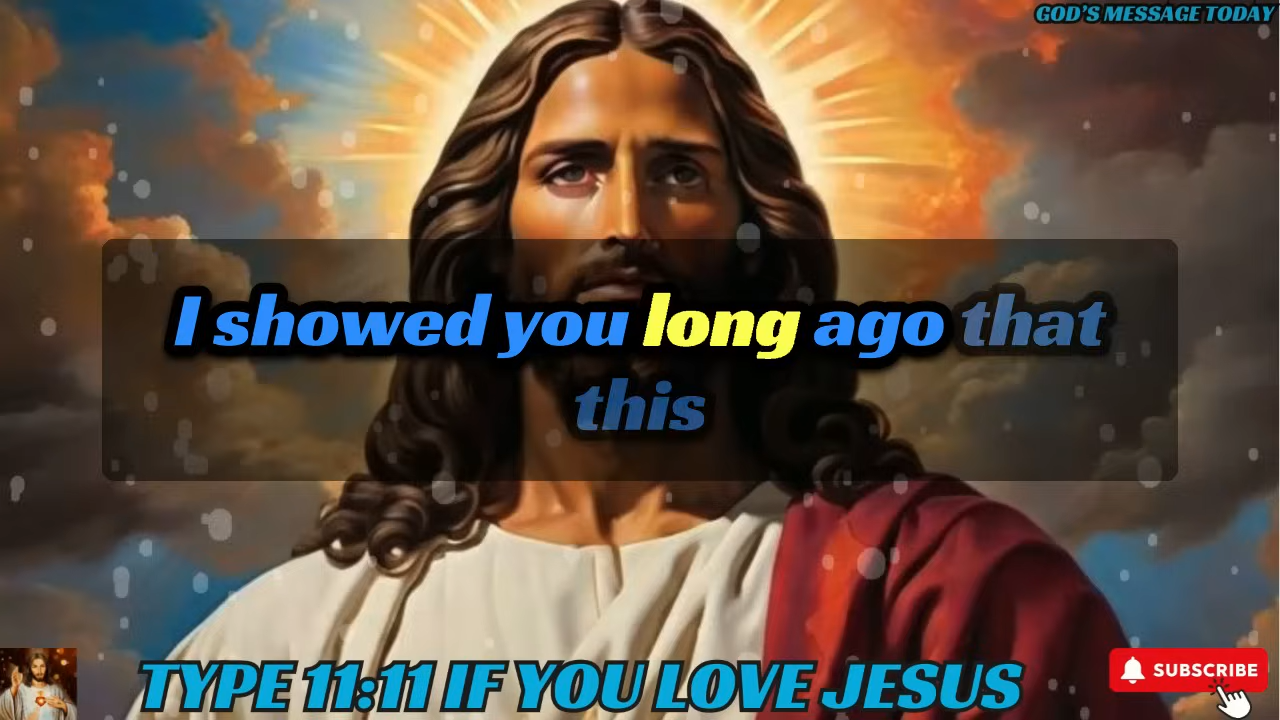 GOD'S MESSAGE TODAY
I showed you long ago that
this
TYPE 11:11 IF YOU LOVE JESUS
SUBSCRIBE